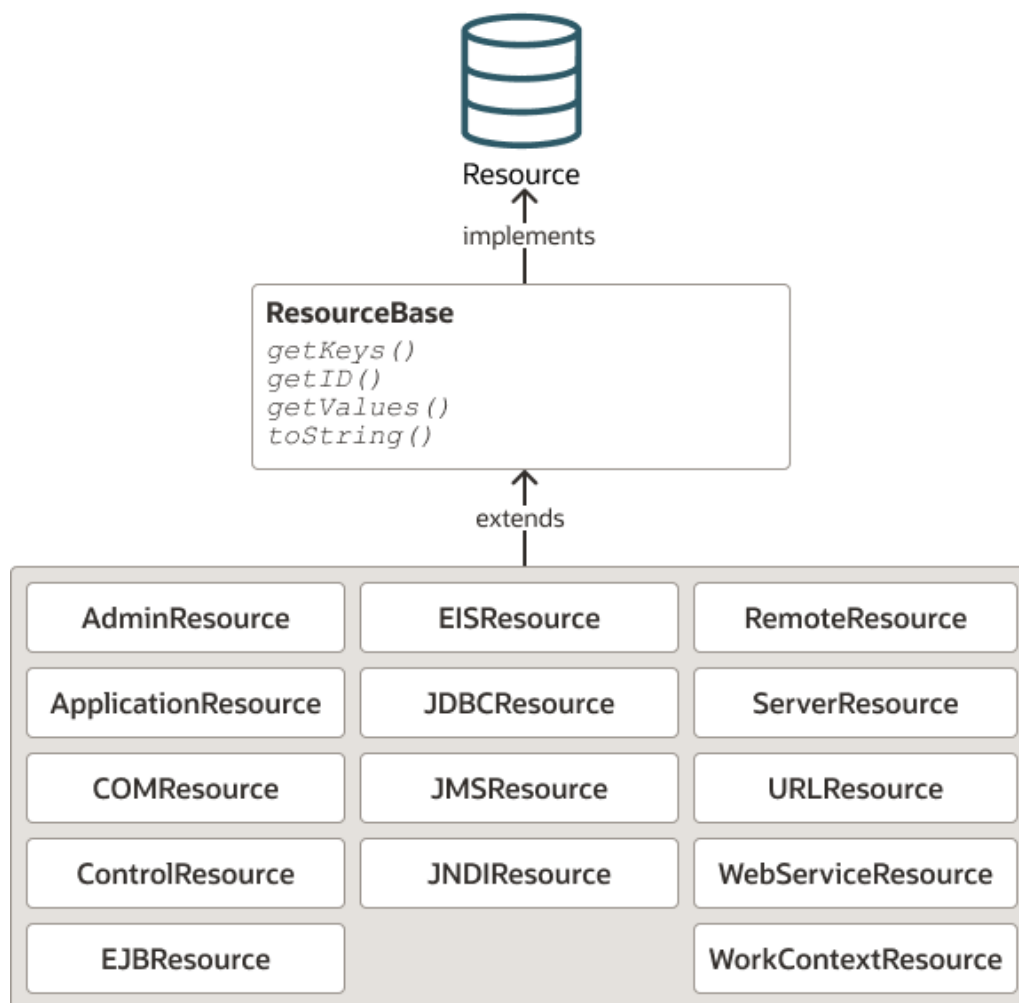 Resource
implements
ResourceBase
getKeys()
getID()
getValues()
toString()
extends
AdminResource
EISResource
RemoteResource
ApplicationResource
JDBCResource
ServerResource
COMResource
JMSResource
URLResource
ControlResource
JNDIResource
WebServiceResource
EJBResource
WorkContextResource